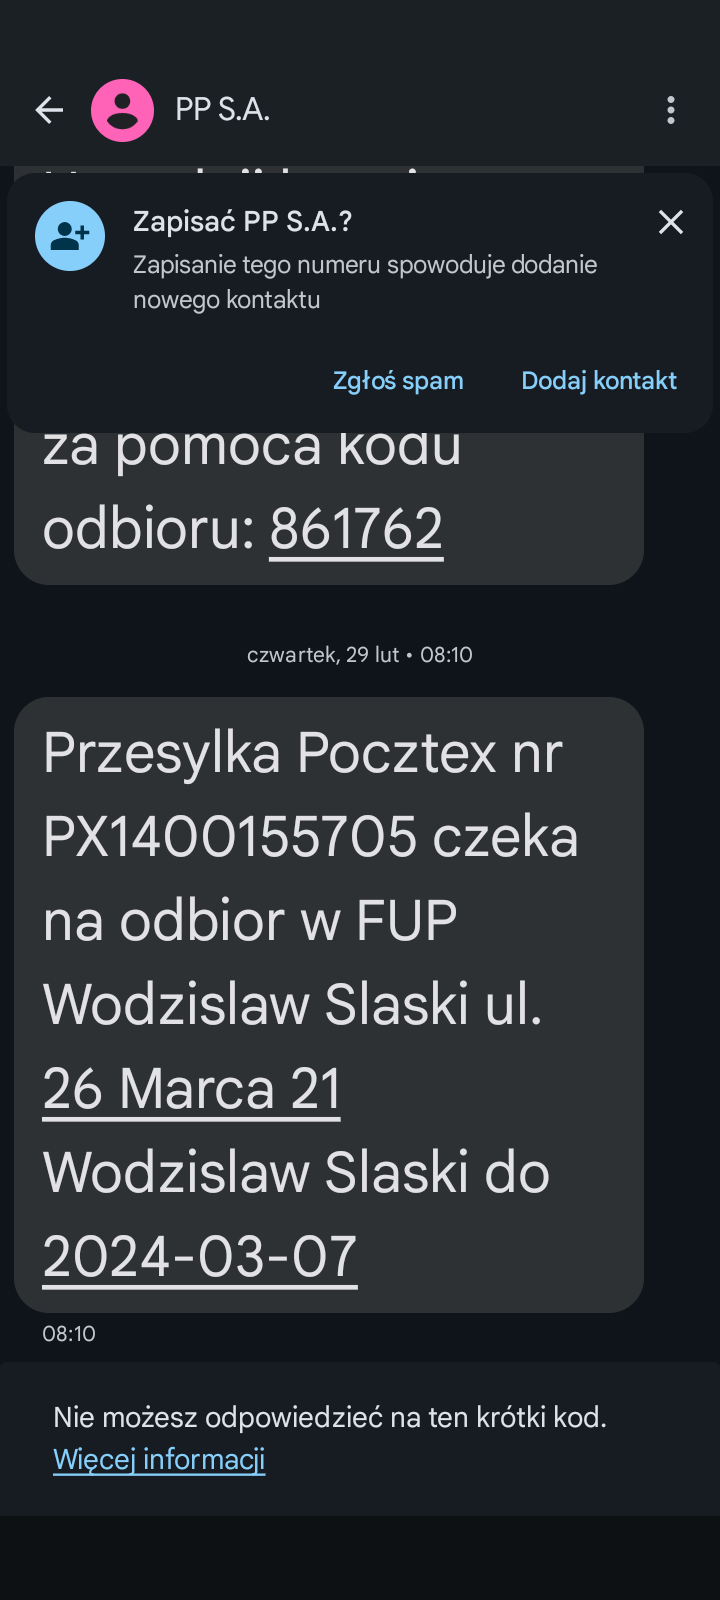 PP S.A.
Zapisać PP S.A.?
Zapisanie tego numeru spowoduje dodanie
nowego kontaktu
Zgłoś spam Dodaj kontakt
za pomoca kodu
odbioru: 861762
czwartek, 29 lut • 08:10
Przesylka Pocztex nr
PX1400155705 czeka
na odbior w FUP
Wodzislaw Slaski ul.
26 Marca 21
Wodzislaw Slaski do
2024-03-07
08:10
Nie możesz odpowiedzieć na ten krótki kod.
Więcej informacji